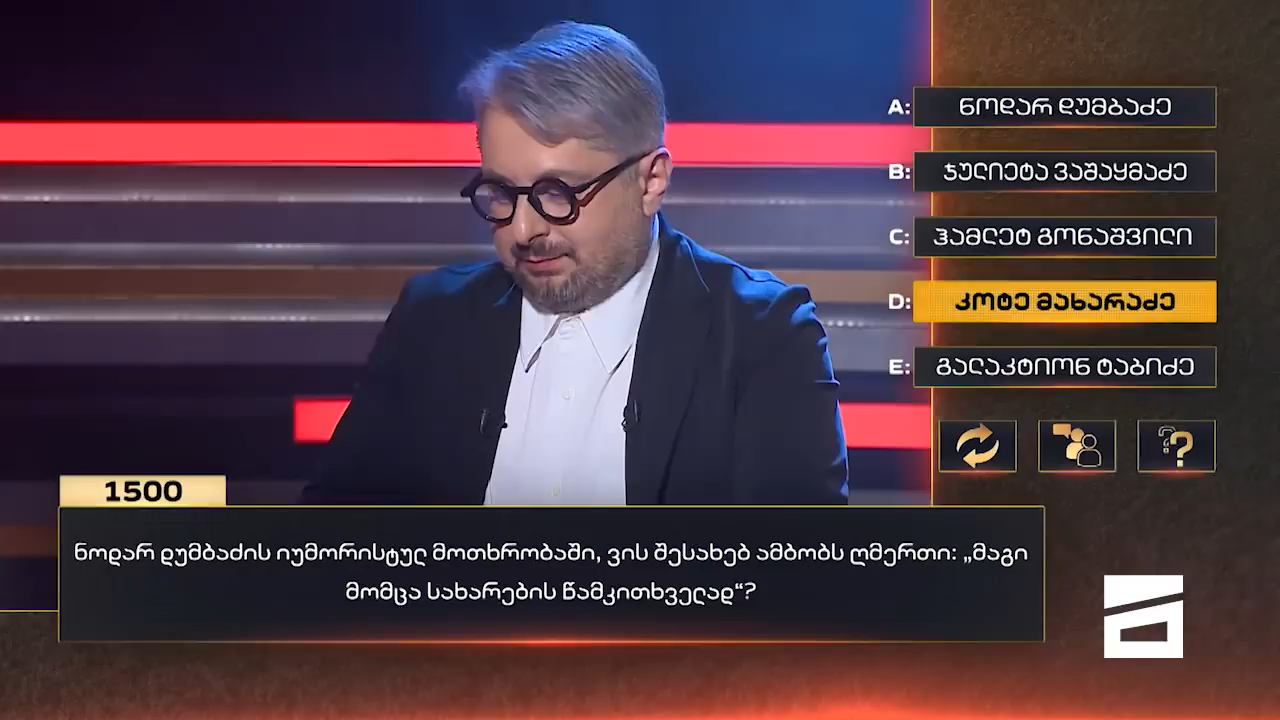 A: ნოდარ დუმბაძე
B: ჯულიეტა ვაშაყმაძე
C: ჰამლეტ გონაშვილი
D: კოტე მახარაძე
E: გალაკტიონ ტაბიძე
1500
ნოდარ დუმბაძის იუმორისტულ მოთხრობაში, ვის შესახებ ამბობს ღმერთი: „მაგი
მომცა სახარების წამკითხველად“?